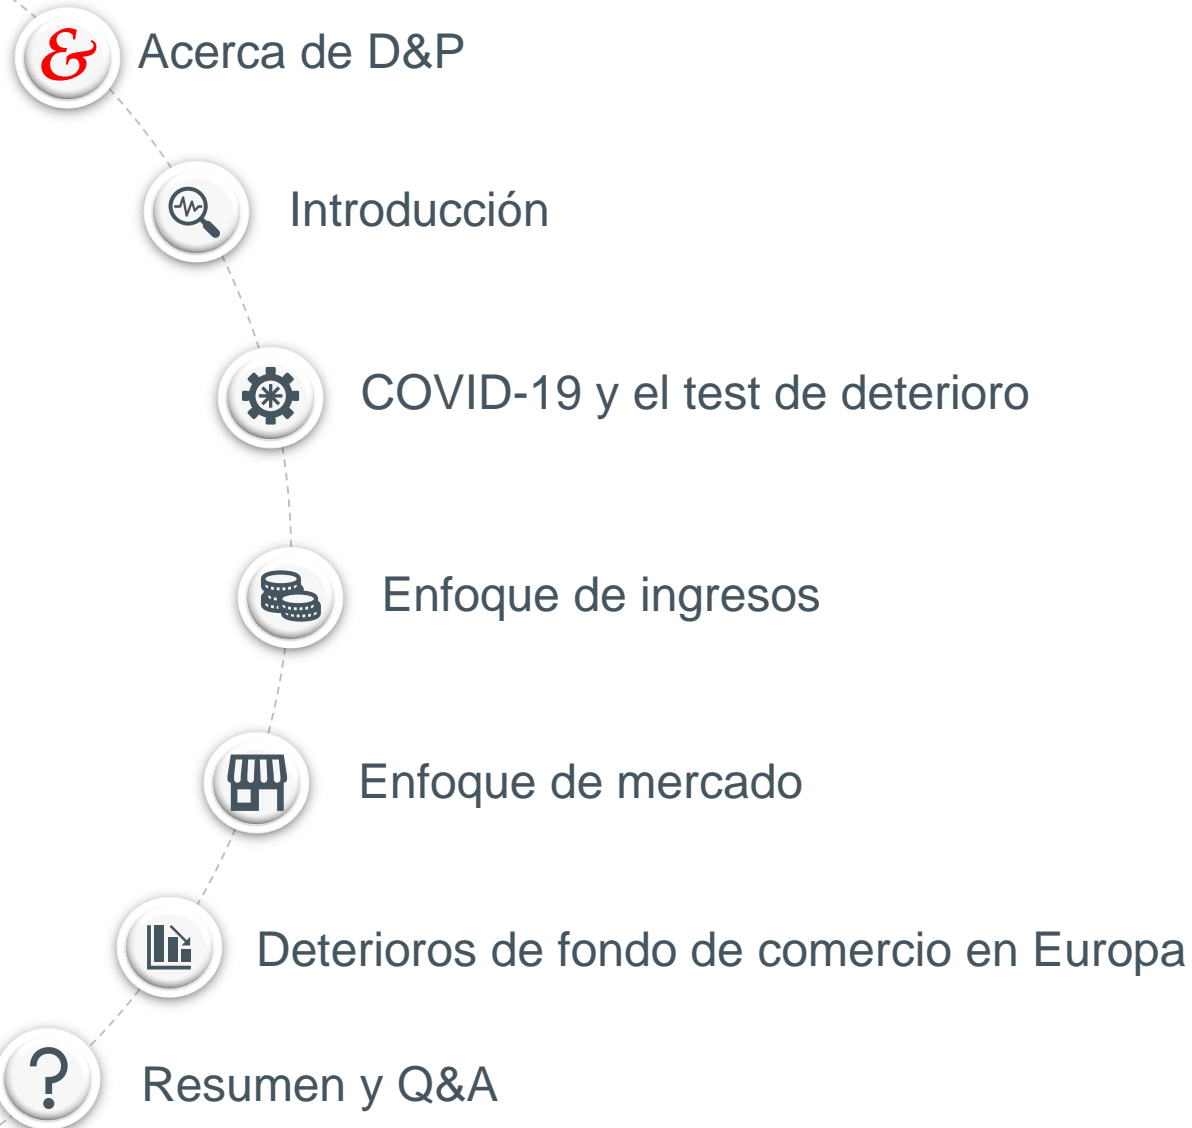 & Acerca de D&P
Introducción
COVID-19 y el test de deterioro
Enfoque de ingresos
Enfoque de mercado
Deterioros de fondo de comercio en Europa
? Resumen y Q&A